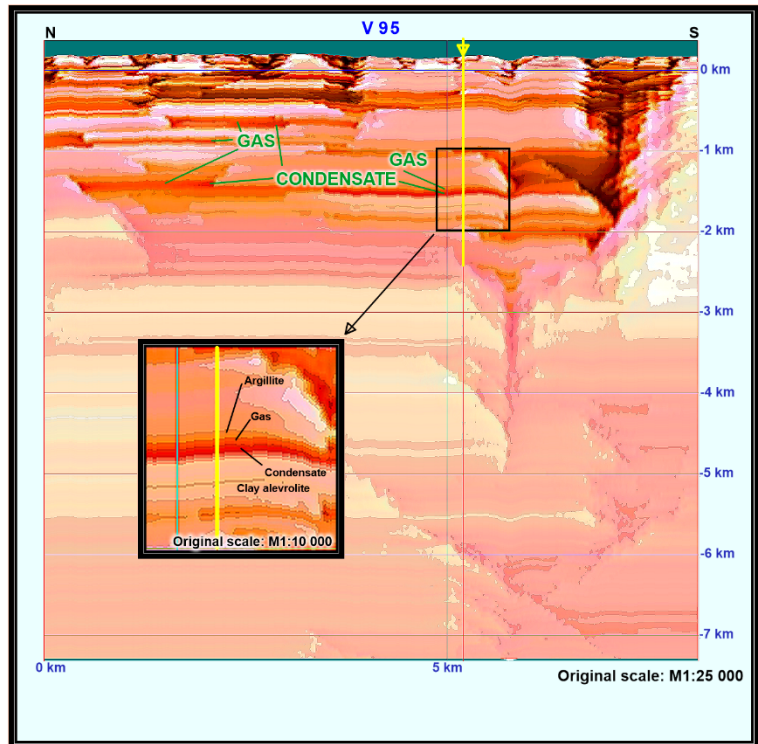 V 95
N
S
0 km
GAS
-1 km
GAS
CONDENSATE
-2 km
-3 km
Argillite
-4 km
Gas
Condensate
-5 km
Clay alevrolite
Original scale: M1:10 000
-6 km
-7 km
0 km
5 km
Original scale: M1:25 000